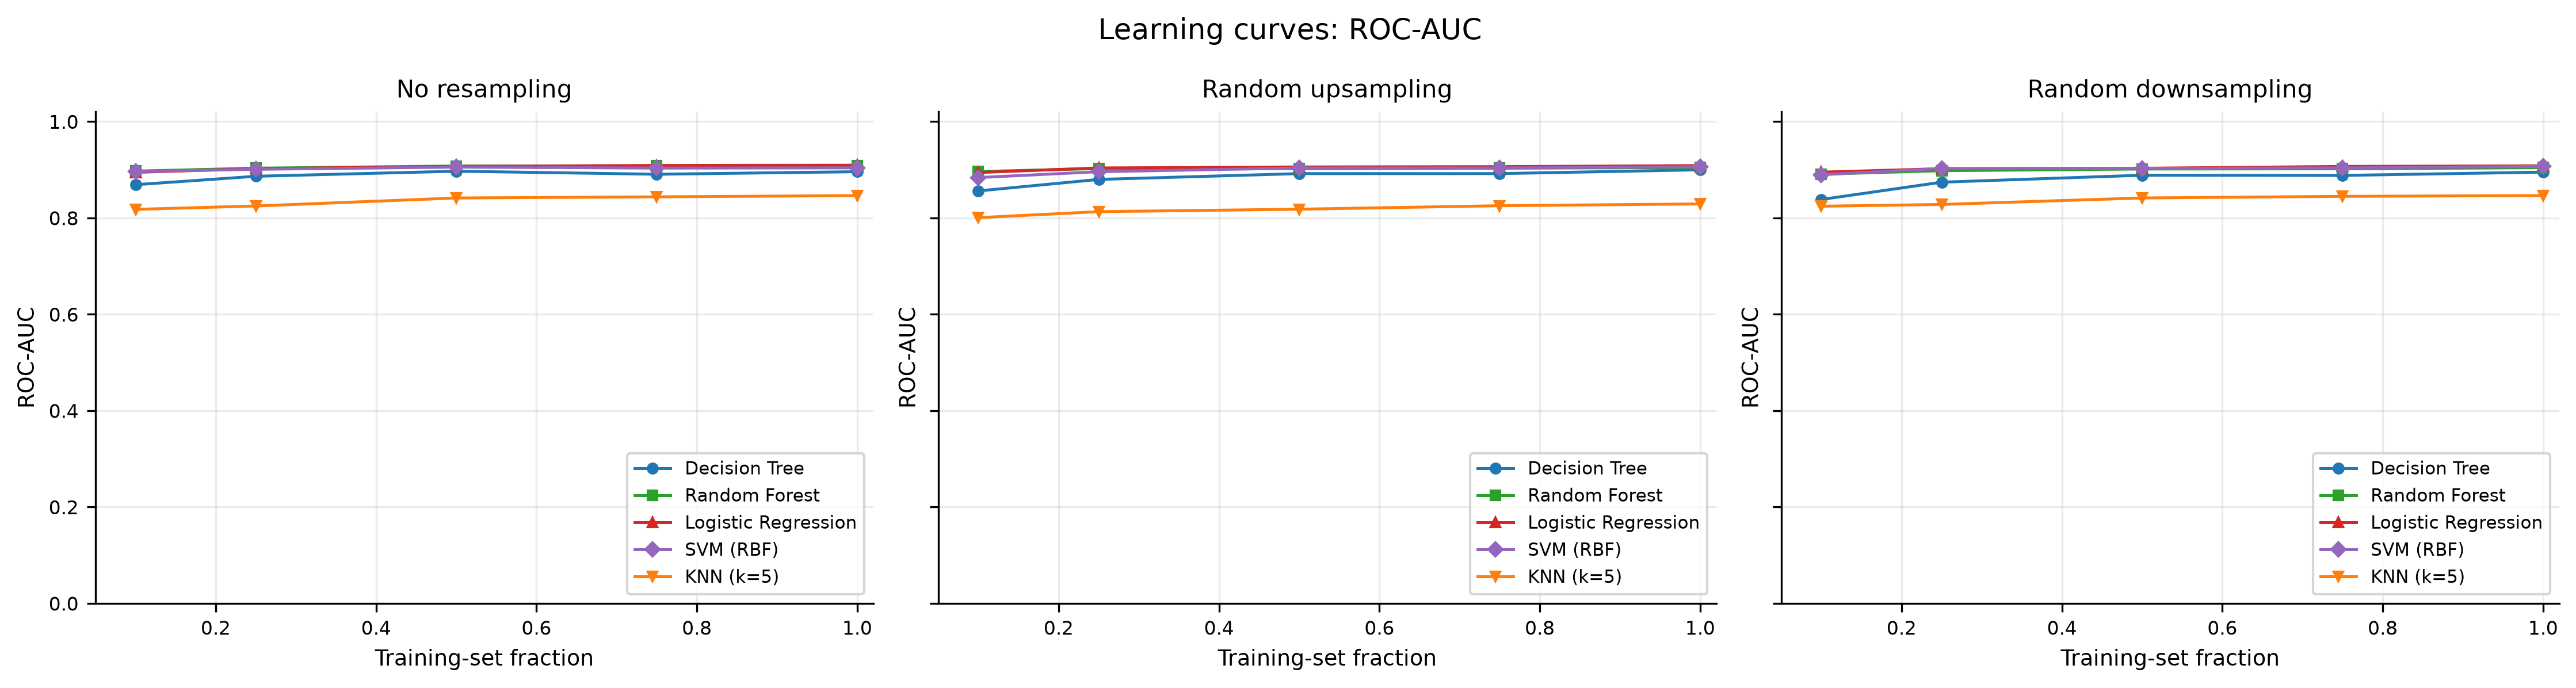 Learning curves: ROC-AUC
No resampling
ROC-AUC
1.0
0.8
0.6
0.4
0.2
0.0
Decision Tree
Random Forest
Logistic Regression
SVM (RBF)
KNN (k=5)
0.2 0.4 0.6 0.8 1.0
Training-set fraction
Random upsampling
ROC-AUC
Decision Tree
Random Forest
Logistic Regression
SVM (RBF)
KNN (k=5)
0.2 0.4 0.6 0.8 1.0
Training-set fraction
Random downsampling
ROC-AUC
Decision Tree
Random Forest
Logistic Regression
SVM (RBF)
KNN (k=5)
0.2 0.4 0.6 0.8 1.0
Training-set fraction